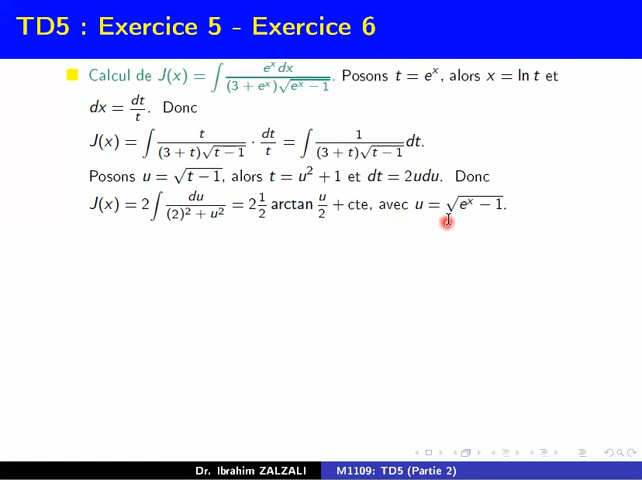 TD5 : Exercice 5 - Exercice 6
Calcul de J(x) = ∫ e^x dx / ((3 + e^x)√(e^x − 1)). Posons t = e^x, alors x = ln t et
dx = dt/t. Donc
J(x) = ∫ t / ((3 + t)√(t − 1)) · dt/t = ∫ 1 / ((3 + t)√(t − 1)) dt.
Posons u = √(t − 1), alors t = u² + 1 et dt = 2udu. Donc
J(x) = 2 ∫ du / ((2)² + u²) = 2 1/2 arctan u/2 + cte, avec u = √(e^x − 1).
Dr. Ibrahim ZALZALI M1109: TD5 (Partie 2)